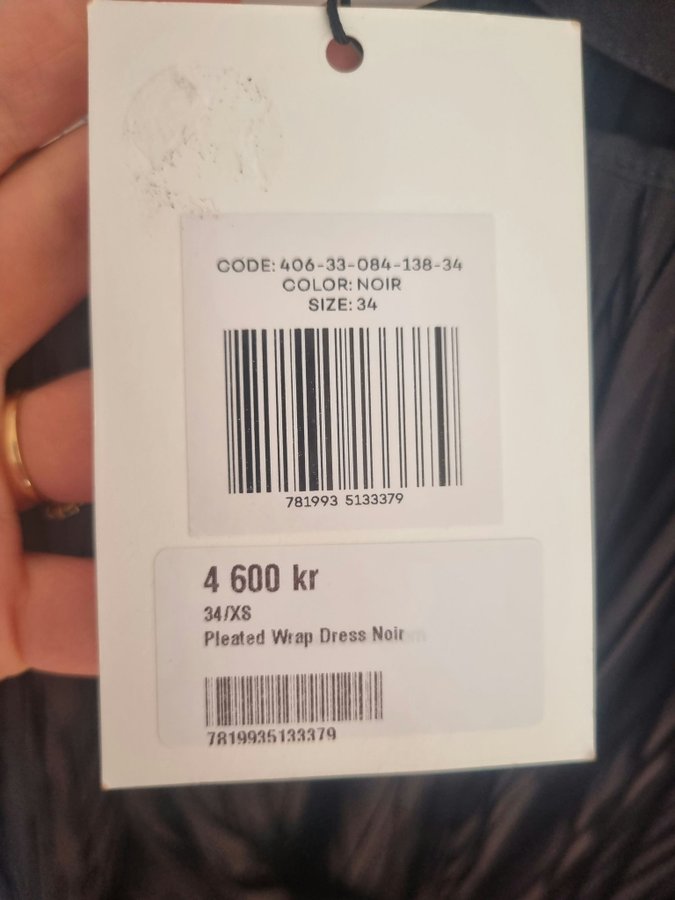 CODE: 406-33-084-138-34
COLOR: NOIR
SIZE: 34
781993 5133379
4 600 kr
34/XS
Pleated Wrap Dress Noir
7819935133379